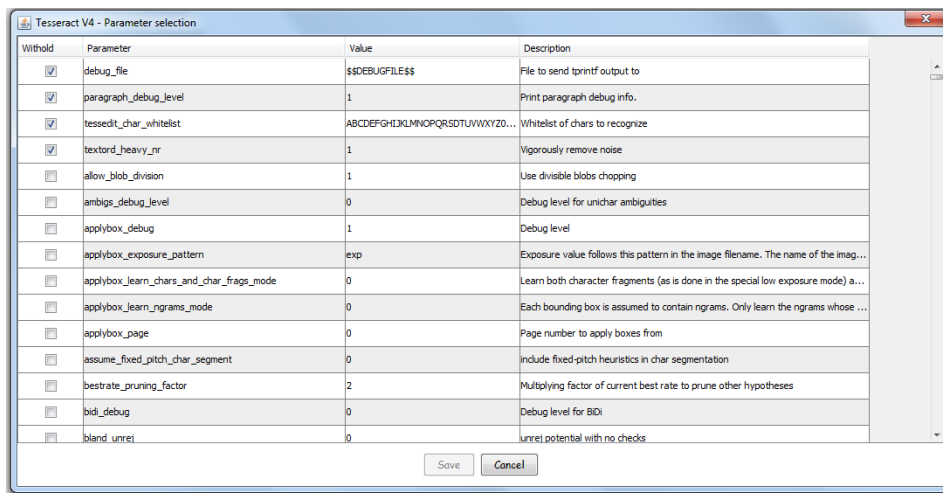 Tesseract V4 - Parameter selection
Withold Parameter Value Description
debug_file $$DEBUGFILE$$ File to send tprintf output to
paragraph_debug_level 1 Print paragraph debug info.
tessedit_char_whitelist ABCDEFGHIJKLMNOPQRSDTUVWXYZ0... Whitelist of chars to recognize
textord_heavy_nr 1 Vigorously remove noise
allow_blob_division 1 Use divisible blobs chopping
ambigs_debug_level 0 Debug level for unichar ambiguities
applybox_debug 1 Debug level
applybox_exposure_pattern exp Exposure value follows this pattern in the image filename. The name of the imag...
applybox_learn_chars_and_char_frags_mode 0 Learn both character fragments (as is done in the special low exposure mode) a...
applybox_learn_ngrams_mode 0 Each bounding box is assumed to contain ngrams. Only learn the ngrams whose ...
applybox_page 0 Page number to apply boxes from
assume_fixed_pitch_char_segment 0 include fixed-pitch heuristics in char segmentation
bestrate_pruning_factor 2 Multiplying factor of current best rate to prune other hypotheses
bidi_debug 0 Debug level for BiDi
bland_unrej 0 unrej potential with no checks
Save Cancel